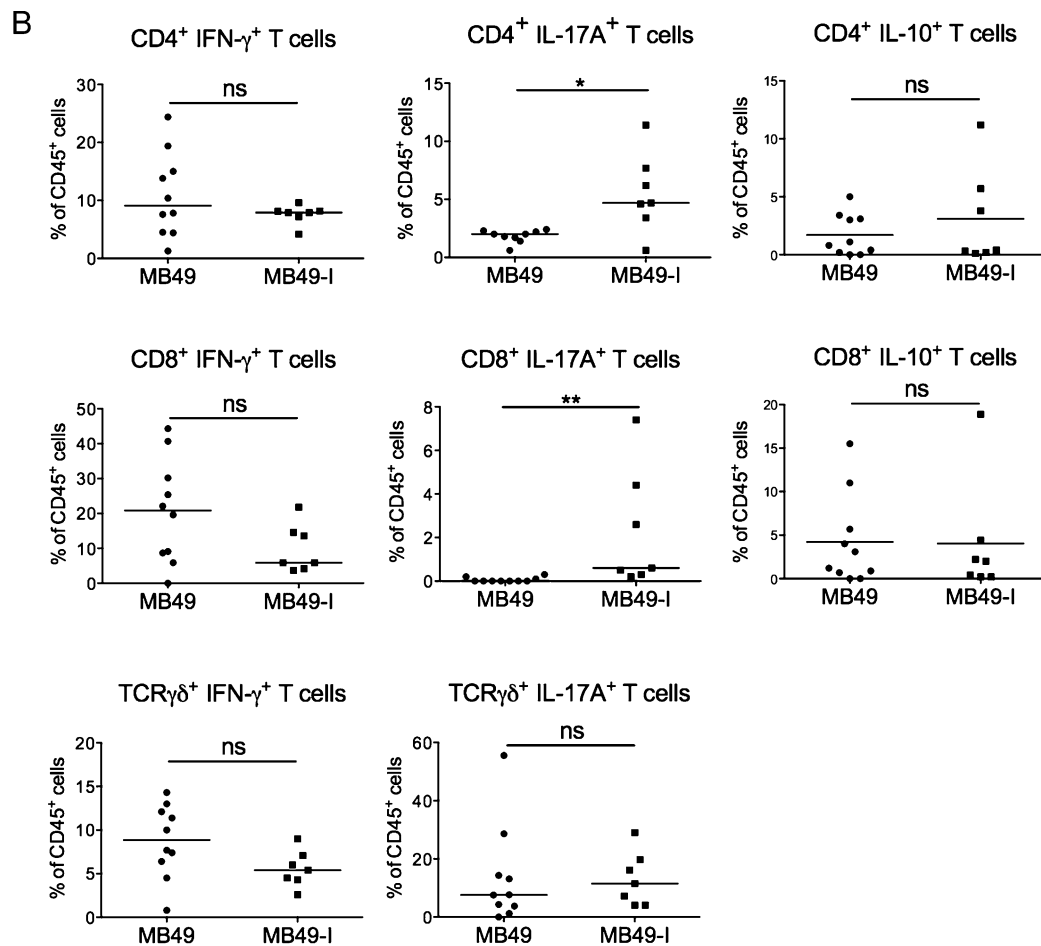 B
CD4⁺ IFN-γ⁺ T cells
% of CD45⁺ cells
30
20
10
0
ns
MB49 MB49-I
CD4⁺ IL-17A⁺ T cells
% of CD45⁺ cells
15
10
5
0
*
MB49 MB49-I
CD4⁺ IL-10⁺ T cells
% of CD45⁺ cells
15
10
5
0
ns
MB49 MB49-I
CD8⁺ IFN-γ⁺ T cells
% of CD45⁺ cells
50
40
30
20
10
0
ns
MB49 MB49-I
CD8⁺ IL-17A⁺ T cells
% of CD45⁺ cells
8
6
4
2
0
**
MB49 MB49-I
CD8⁺ IL-10⁺ T cells
% of CD45⁺ cells
20
15
10
5
0
ns
MB49 MB49-I
TCRγδ⁺ IFN-γ⁺ T cells
% of CD45⁺ cells
20
15
10
5
0
ns
MB49 MB49-I
TCRγδ⁺ IL-17A⁺ T cells
% of CD45⁺ cells
60
40
20
0
ns
MB49 MB49-I